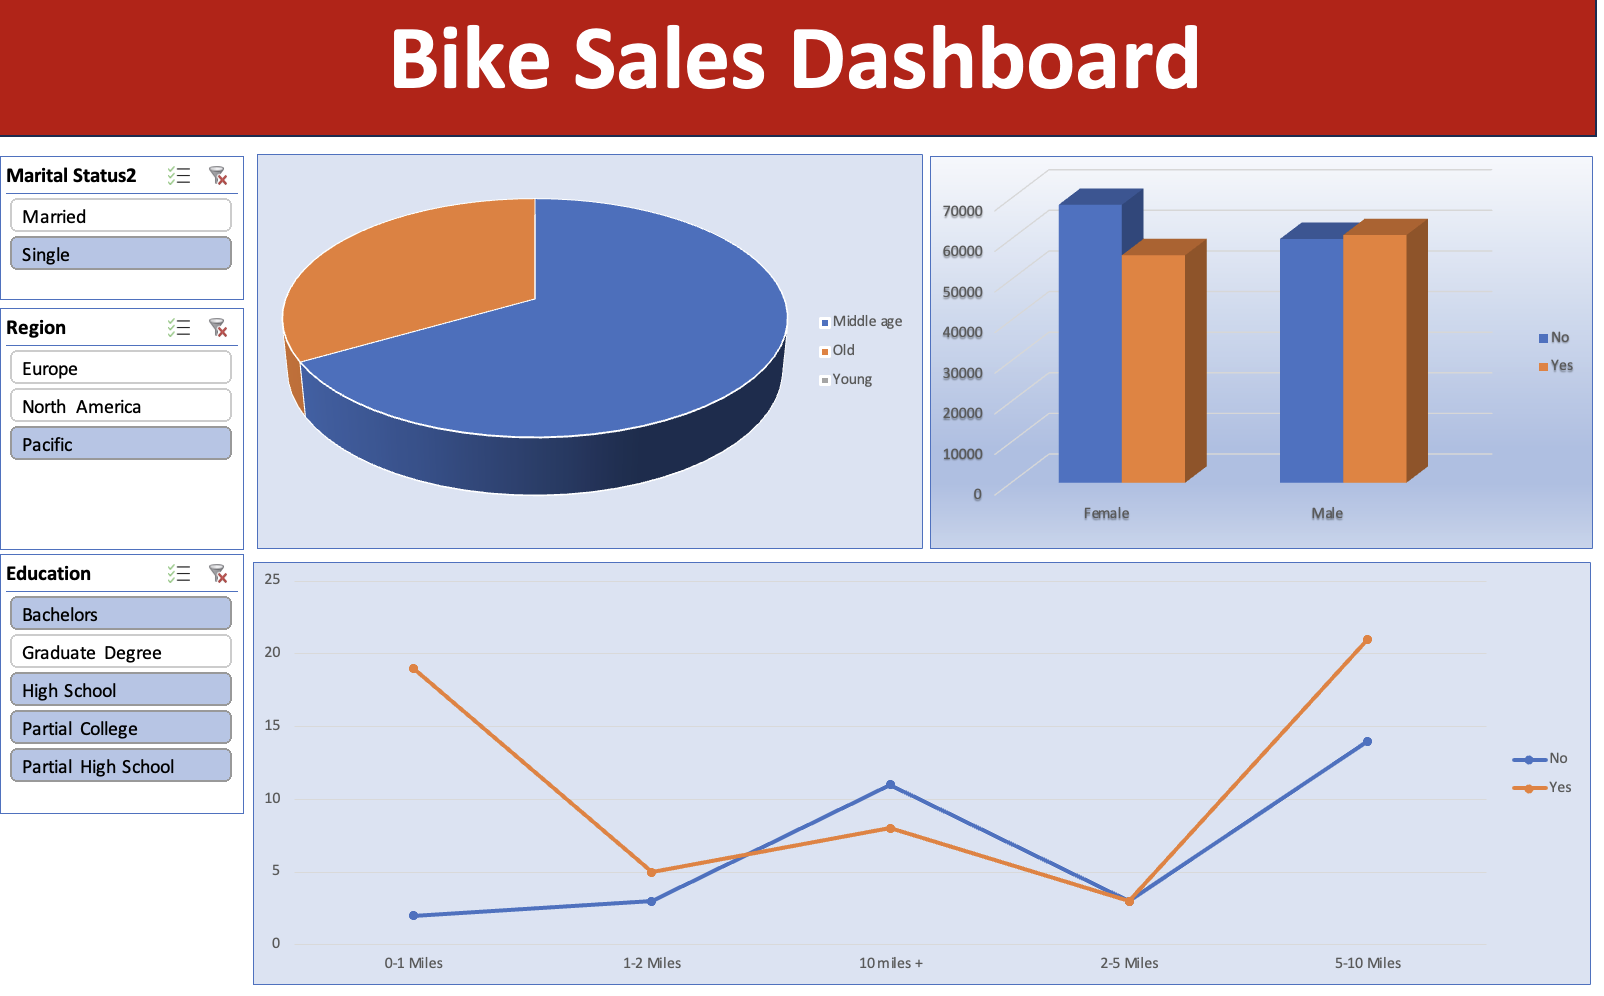 Bike Sales Dashboard
Marital Status2
Married
Single
Region
Europe
North America
Pacific
Education
Bachelors
Graduate Degree
High School
Partial College
Partial High School
Middle age
Old
Young
70000
60000
50000
40000
30000
20000
10000
0
Female Male
No
Yes
25
20
15
10
5
0
0-1 Miles 1-2 Miles 10 miles + 2-5 Miles 5-10 Miles
No
Yes